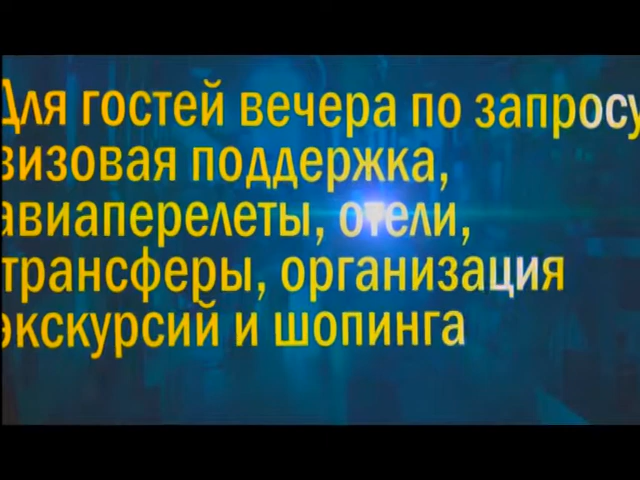 Для гостей вечера по запросу
визовая поддержка,
авиаперелеты, отели,
трансферы, организация
экскурсий и шопинга